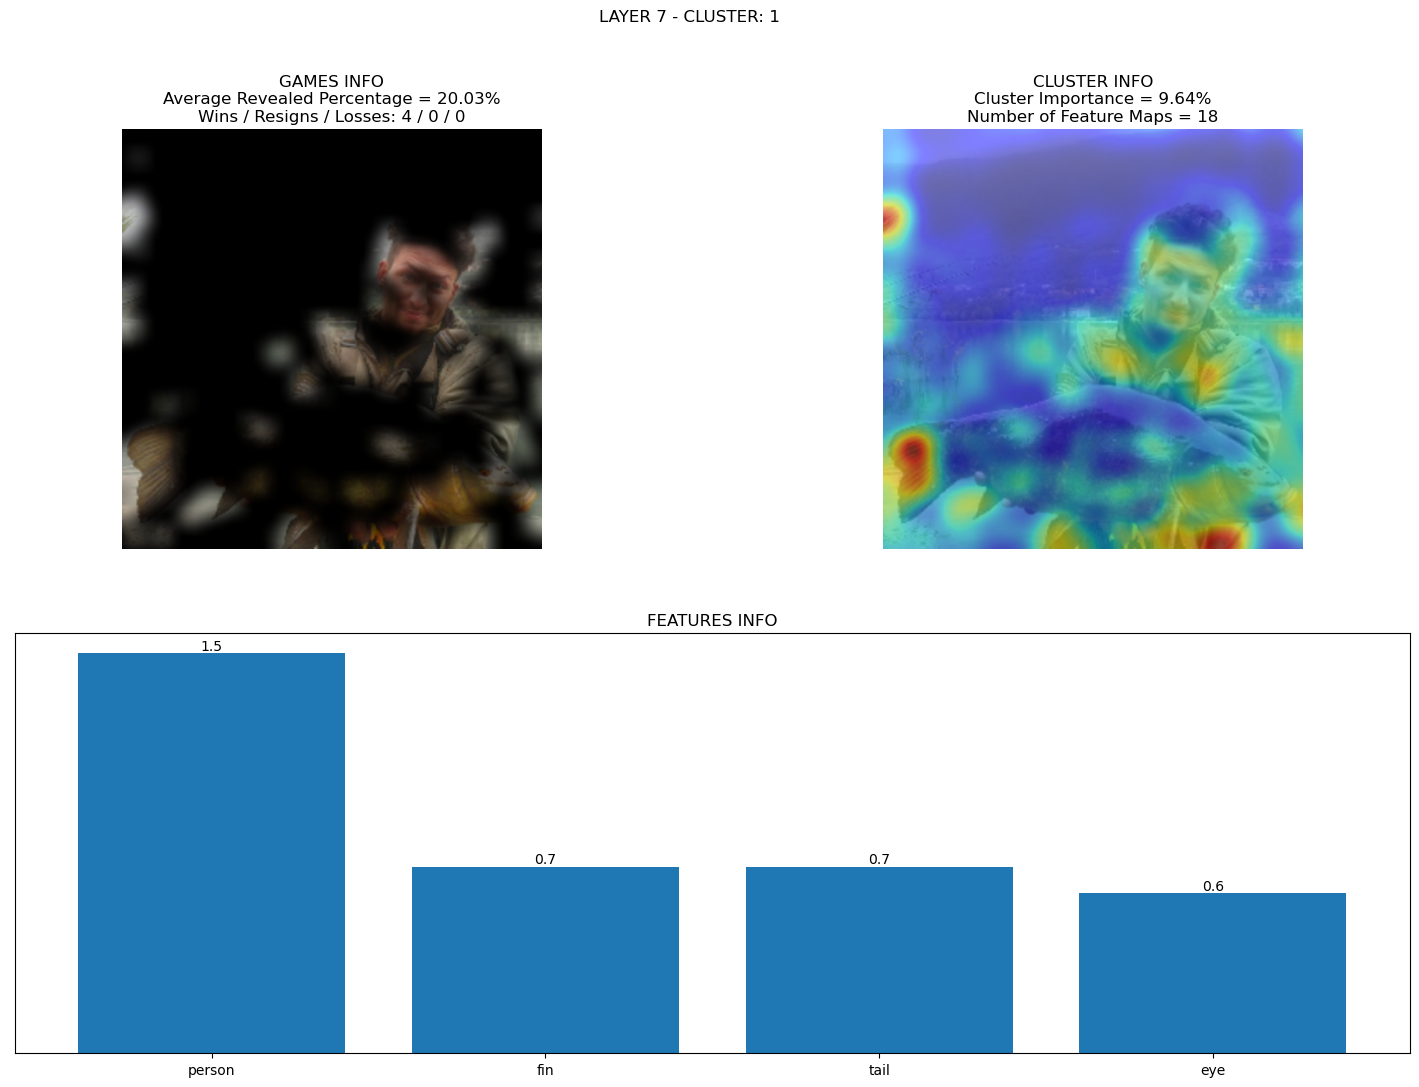 LAYER 7 - CLUSTER: 1
GAMES INFO
Average Revealed Percentage = 20.03%
Wins / Resigns / Losses: 4 / 0 / 0
CLUSTER INFO
Cluster Importance = 9.64%
Number of Feature Maps = 18
FEATURES INFO
1.5
0.7
0.7
0.6
person
fin
tail
eye